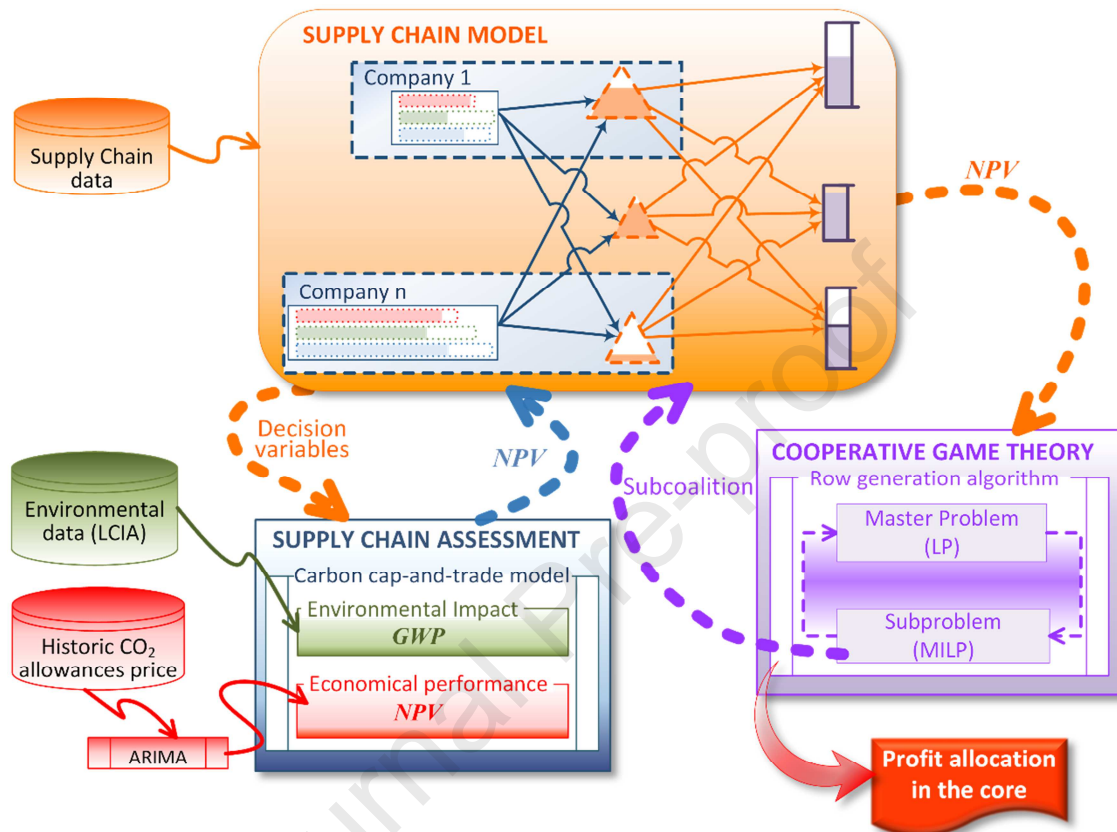 SUPPLY CHAIN MODEL
Company 1
Supply Chain
data
NPV
Company n
Decision
variables
NPV
Subcoalition
COOPERATIVE GAME THEORY
Row generation algorithm
Master Problem
(LP)
Subproblem
(MILP)
Environmental
data (LCIA)
SUPPLY CHAIN ASSESSMENT
Carbon cap-and-trade model
Environmental Impact
GWP
Historic CO₂
allowances price
Economical performance
NPV
ARIMA
Profit allocation
in the core
urnal Pre-proof